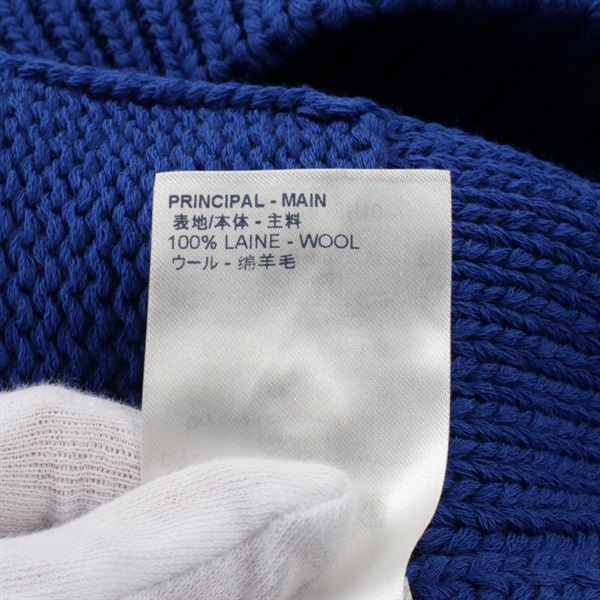 PRINCIPAL - MAIN
表地/本体 - 主料
100% LAINE - WOOL
ウール - 绵羊毛